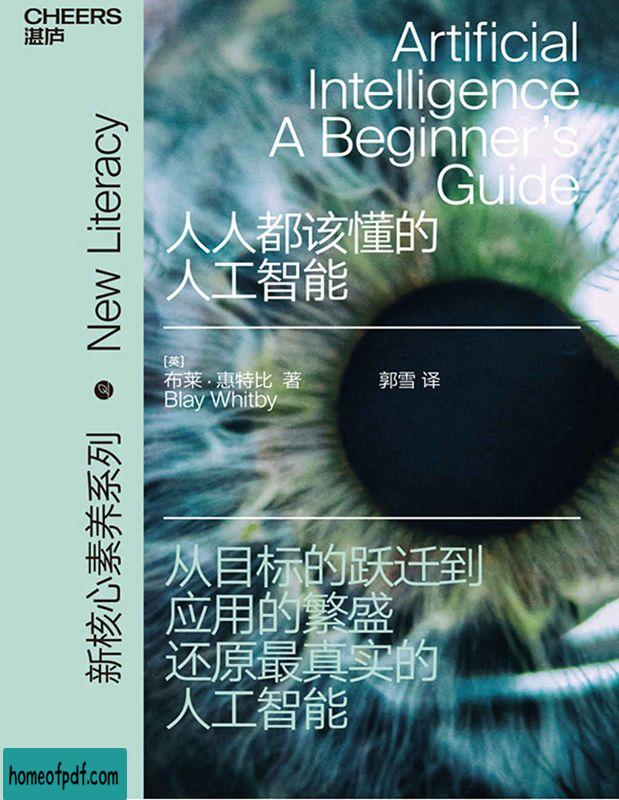 CHEERS
湛庐
Artificial
Intelligence
A Beginner's
Guide
人人都该懂的
人工智能
[英]
布莱·惠特比 著
郭雪 译
Blay Whitby
从目标的跃迁到
应用的繁盛
还原最真实的
人工智能
新核心素养系列 New Literacy
homeofpdf.com